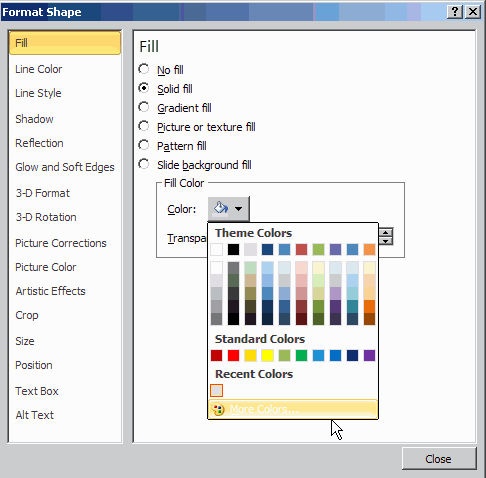 Format Shape
Fill
Line Color
Line Style
Shadow
Reflection
Glow and Soft Edges
3-D Format
3-D Rotation
Picture Corrections
Picture Color
Artistic Effects
Crop
Size
Position
Text Box
Alt Text
Fill
No fill
Solid fill
Gradient fill
Picture or texture fill
Pattern fill
Slide background fill
Fill Color
Color:
Transpa
Theme Colors
Standard Colors
Recent Colors
More Colors...
Close